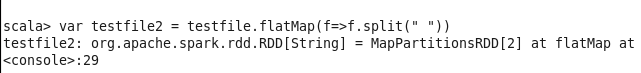 scala> var testfile2 = testfile.flatMap(f=>f.split(" "))
testfile2: org.apache.spark.rdd.RDD[String] = MapPartitionsRDD[2] at flatMap at
<console>:29